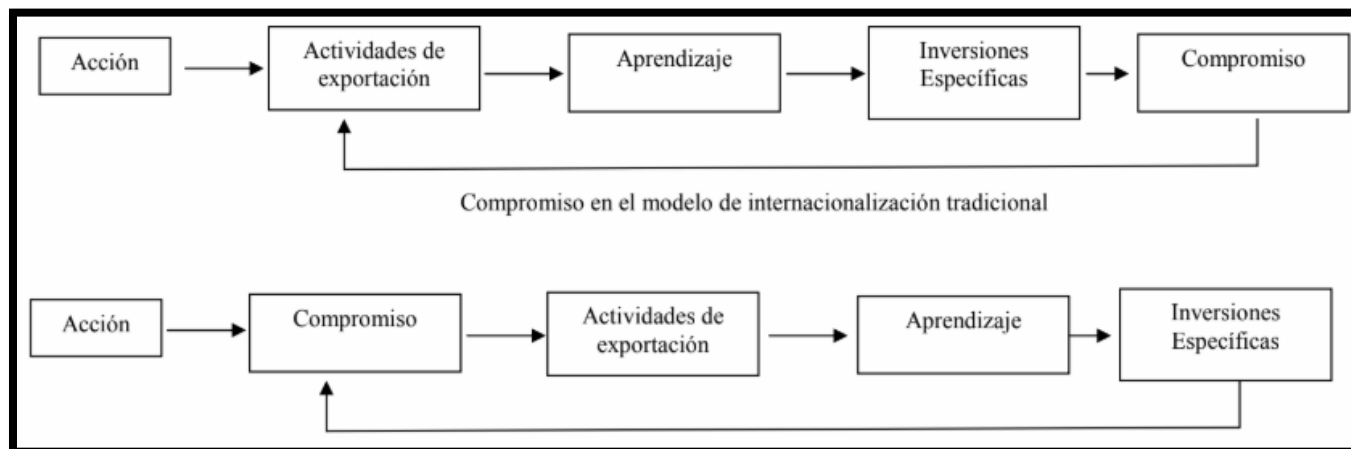 Acción
Actividades de
exportación
Aprendizaje
Inversiones
Específicas
Compromiso
Compromiso en el modelo de internacionalización tradicional
Acción
Compromiso
Actividades de
exportación
Aprendizaje
Inversiones
Específicas